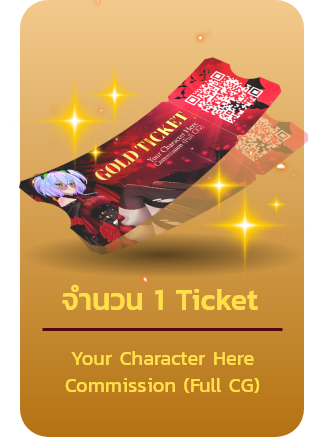 GOLD TICKET
Your Character Here
Commission (Full CG)
จำนวน 1 Ticket
Your Character Here
Commission (Full CG)